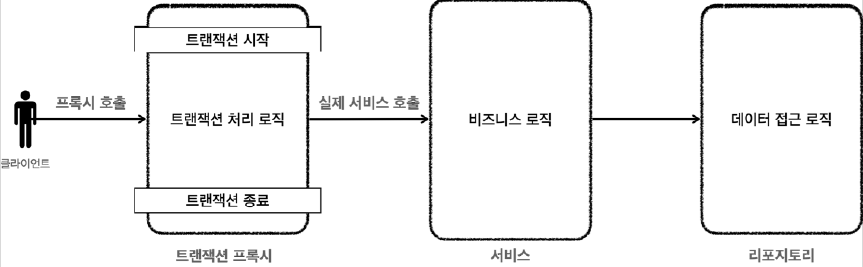 트랜잭션 시작
프록시 호출
실제 서비스 호출
트랜잭션 처리 로직
비즈니스 로직
데이터 접근 로직
클라이언트
트랜잭션 종료
트랜잭션 프록시
서비스
리포지토리